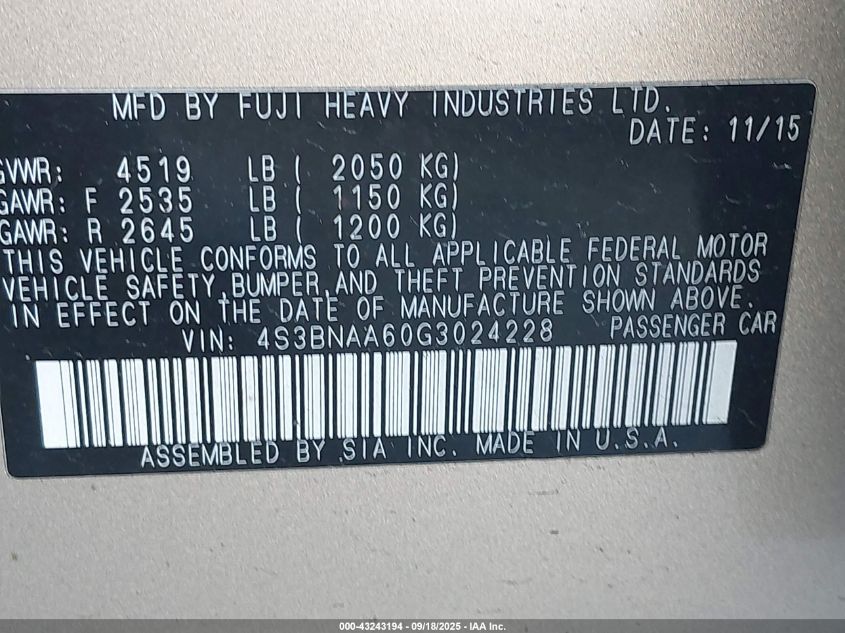 MFD BY FUJI HEAVY INDUSTRIES LTD.
DATE: 11/15
GVWR: 4519 LB ( 2050 KG)
GAWR: F 2535 LB ( 1150 KG)
GAWR: R 2645 LB ( 1200 KG)
THIS VEHICLE CONFORMS TO ALL APPLICABLE FEDERAL MOTOR
VEHICLE SAFETY,BUMPER,AND THEFT PREVENTION STANDARDS
IN EFFECT ON THE DATE OF MANUFACTURE SHOWN ABOVE.
VIN: 4S3BNAA60G3024228 PASSENGER CAR
ASSEMBLED BY SIA INC. MADE IN U.S.A.
000-43243194 - 09/18/2025 - IAA Inc.